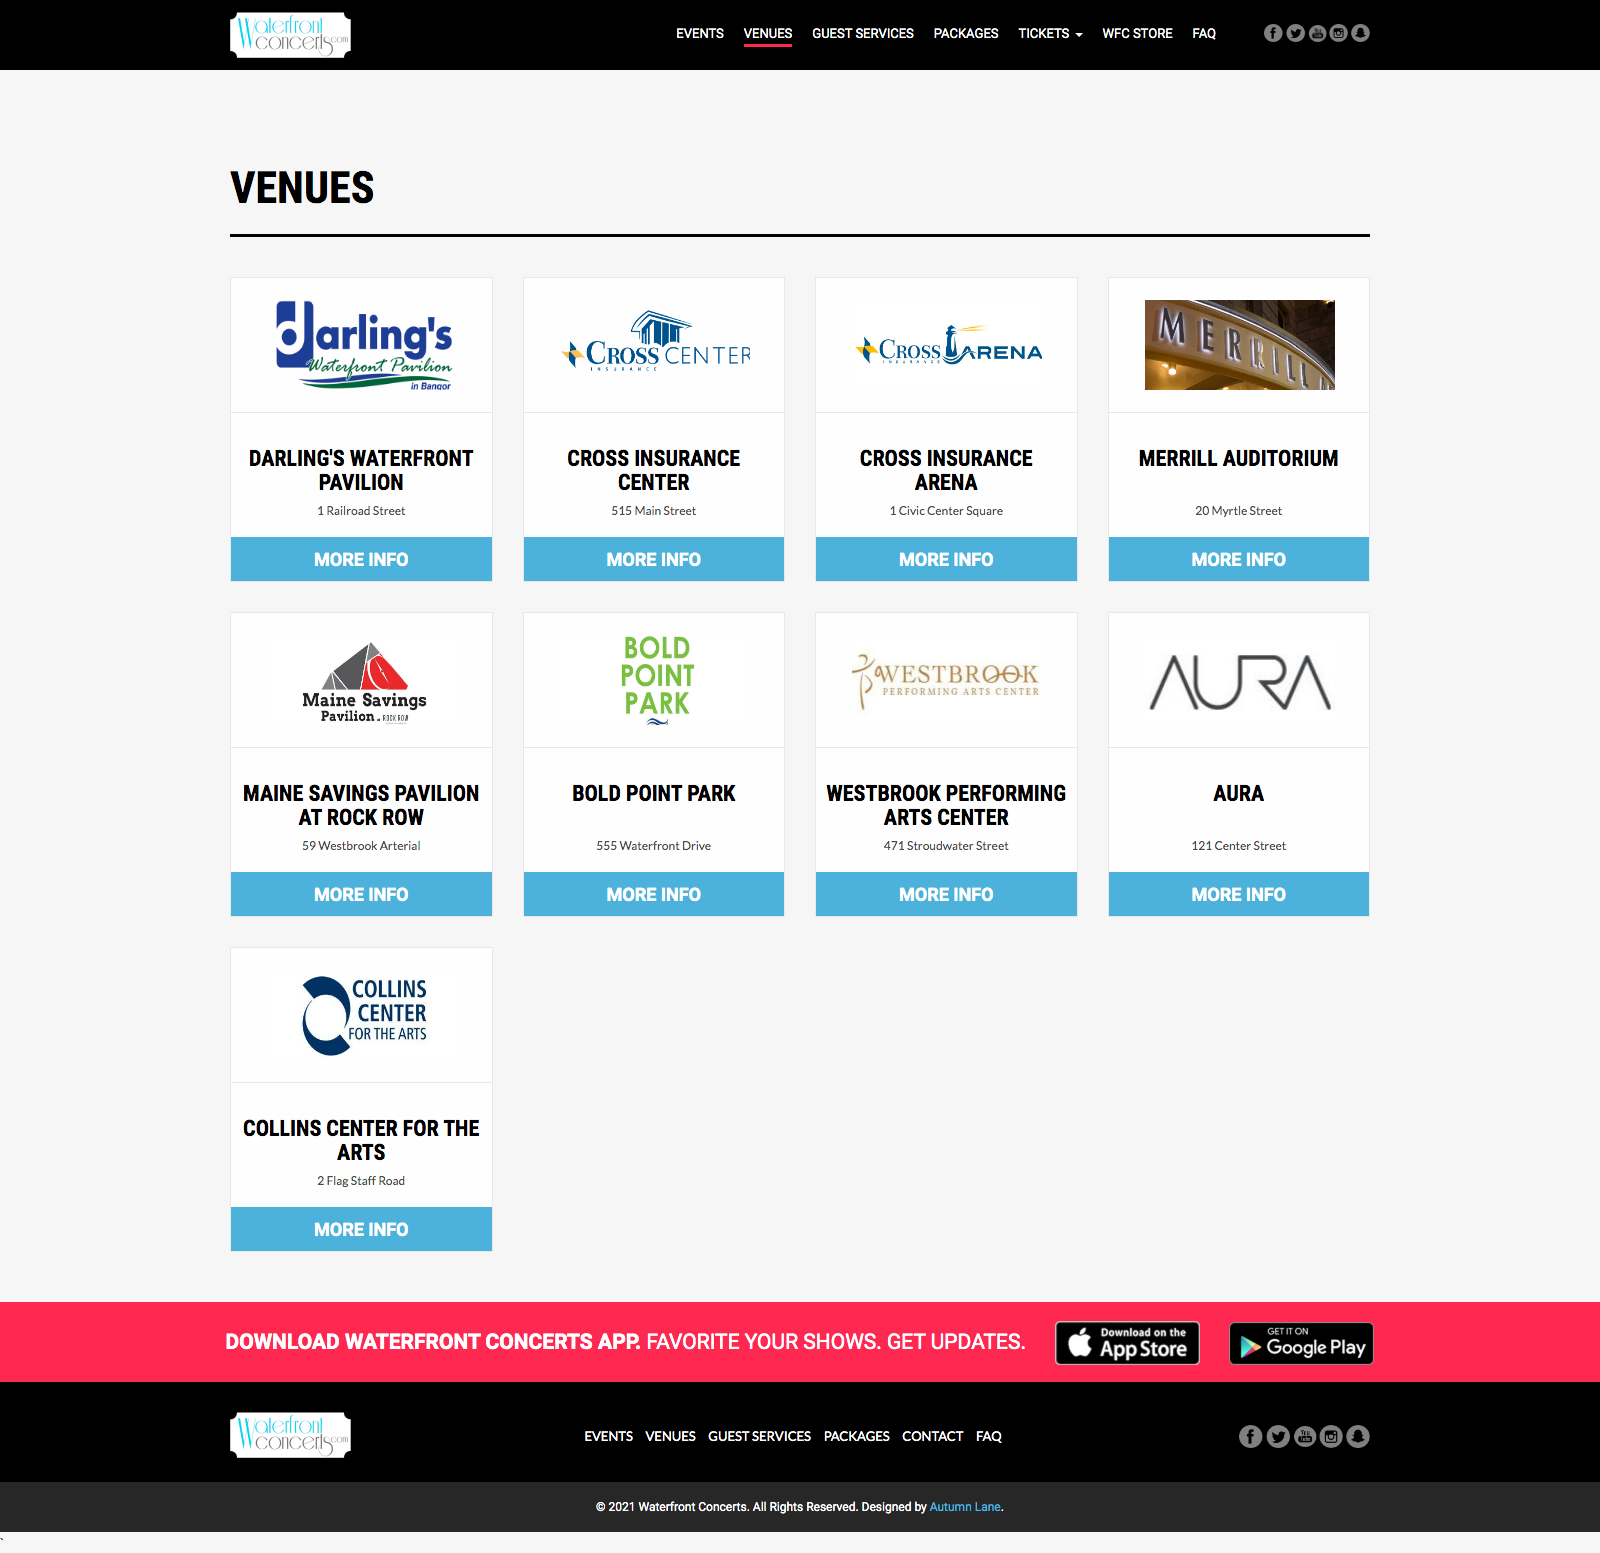 Waterfront
concerts.com
EVENTS VENUES GUEST SERVICES PACKAGES TICKETS WFC STORE FAQ
VENUES
darling's
Waterfront Pavilion
in Bangor
CROSS CENTER
INSURANCE
CROSS ARENA
INSURANCE
MERRILL
DARLING'S WATERFRONT
PAVILION
1 Railroad Street
MORE INFO
CROSS INSURANCE
CENTER
515 Main Street
MORE INFO
CROSS INSURANCE
ARENA
1 Civic Center Square
MORE INFO
MERRILL AUDITORIUM
20 Myrtle Street
MORE INFO
Maine Savings
Pavilion at ROCK ROW
BOLD
POINT
PARK
WESTBROOK
PERFORMING ARTS CENTER
AURA
MAINE SAVINGS PAVILION
AT ROCK ROW
59 Westbrook Arterial
MORE INFO
BOLD POINT PARK
555 Waterfront Drive
MORE INFO
WESTBROOK PERFORMING
ARTS CENTER
471 Stroudwater Street
MORE INFO
AURA
121 Center Street
MORE INFO
COLLINS
CENTER
FOR THE ARTS
COLLINS CENTER FOR THE
ARTS
2 Flag Staff Road
MORE INFO
DOWNLOAD WATERFRONT CONCERTS APP. FAVORITE YOUR SHOWS. GET UPDATES.
Download on the
App Store
GET IT ON
Google Play
Waterfront
concerts.com
EVENTS VENUES GUEST SERVICES PACKAGES CONTACT FAQ
You
Tube
© 2021 Waterfront Concerts. All Rights Reserved. Designed by Autumn Lane.
`